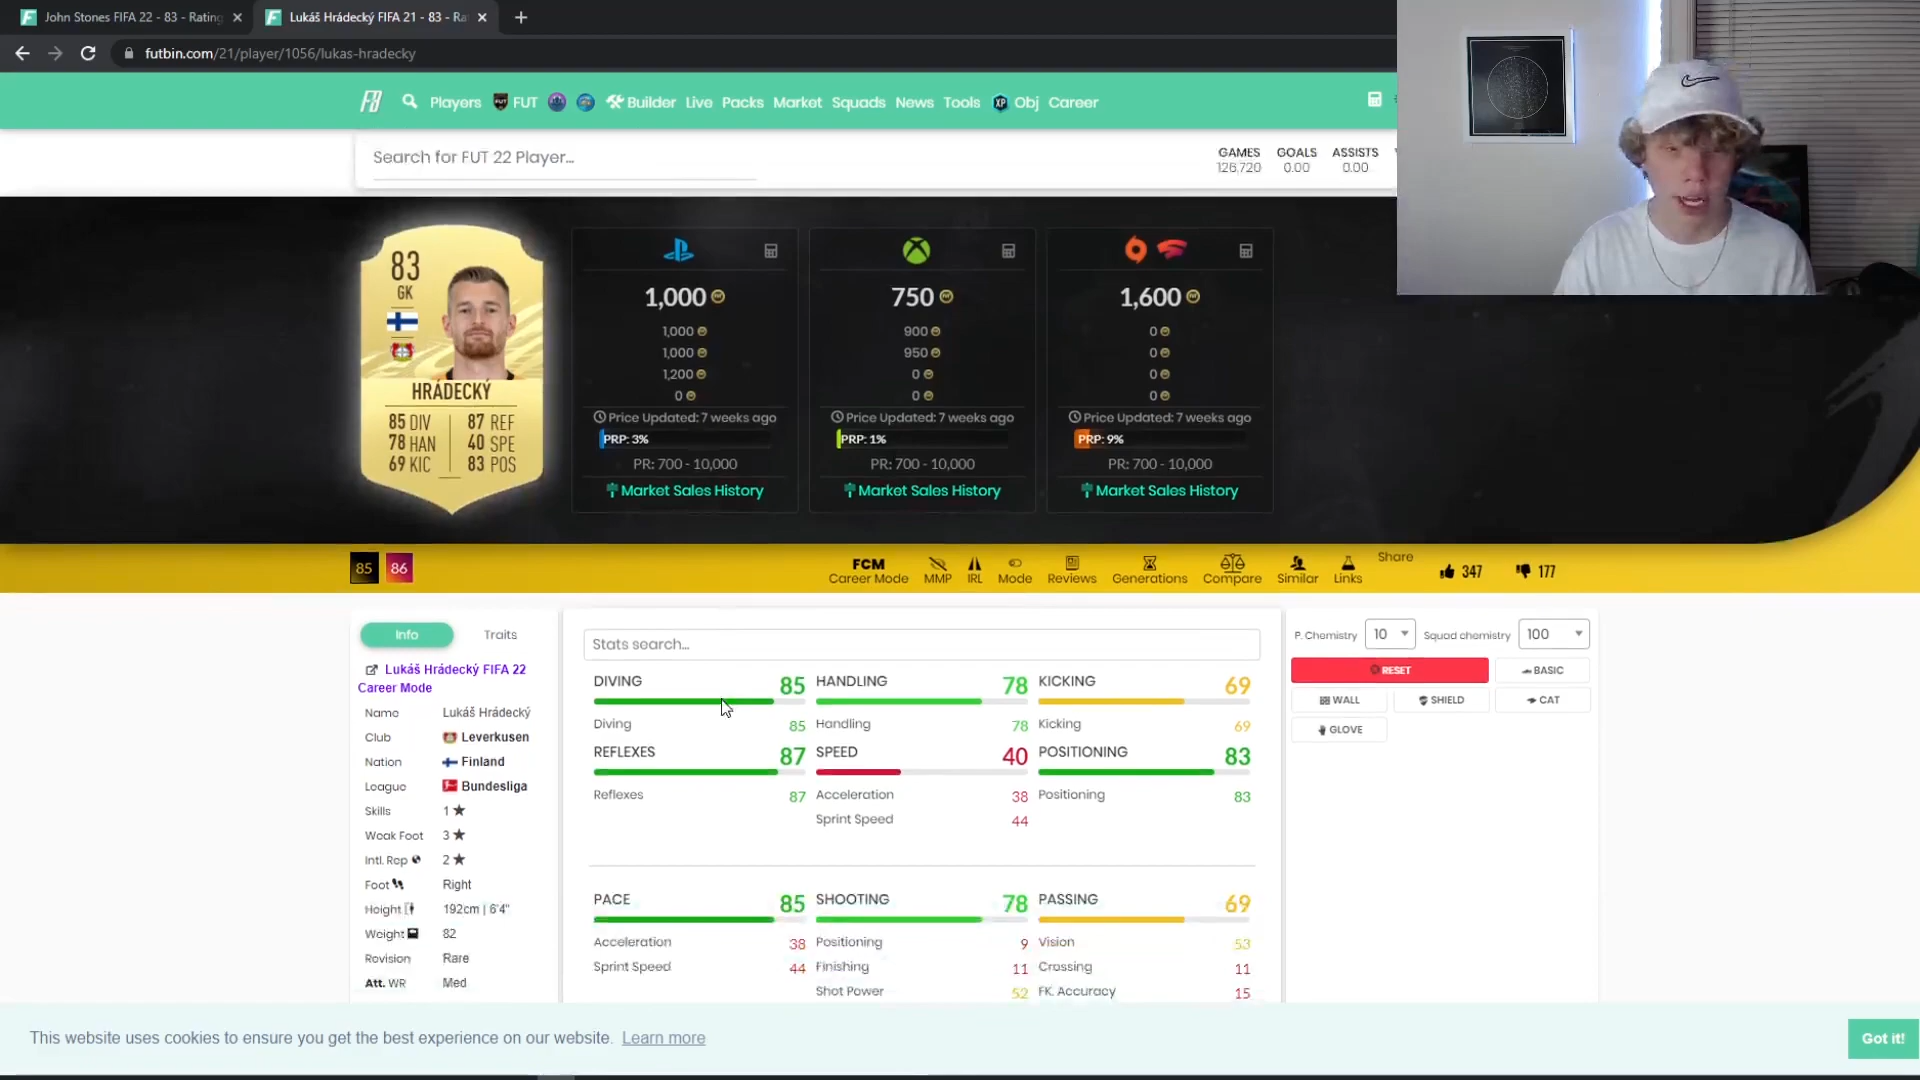 John Stones FIFA 22 - 83 - Rating
Lukáš Hrádecký FIFA 21 - 83 - Ra
futbin.com/21/player/1056/lukas-hradecky
Players FUT Builder Live Packs Market Squads News Tools XP Obj Career
Search for FUT 22 Player...
GAMES GOALS ASSISTS
126,720 0.00 0.00
83
GK
HRÁDECKÝ
85 DIV 87 REF
78 HAN 40 SPE
69 KIC 83 POS
1,000
1,000
1,000
1,200
0
Price Updated: 7 weeks ago
PRP: 3%
PR: 700 - 10,000
Market Sales History
750
900
950
0
0
Price Updated: 7 weeks ago
PRP: 1%
PR: 700 - 10,000
Market Sales History
1,600
0
0
0
0
Price Updated: 7 weeks ago
PRP: 9%
PR: 700 - 10,000
Market Sales History
85 86
FCM
Career Mode MMP IRL Mode Reviews Generations Compare Similar Links Share 347 177
Info Traits
Lukáš Hrádecký FIFA 22
Career Mode
Name Lukáš Hrádecký
Club Leverkusen
Nation Finland
League Bundesliga
Skills 1
Weak Foot 3
Intl. Rep 2
Foot Right
Height 192cm | 6'4"
Weight 82
Revision Rare
Att. WR Med
Stats search...
DIVING 85 HANDLING 78 KICKING 69
Diving 85 Handling 78 Kicking 69
REFLEXES 87 SPEED 40 POSITIONING 83
Reflexes 87 Acceleration 38 Positioning 83
Sprint Speed 44
PACE 85 SHOOTING 78 PASSING 69
Acceleration 38 Positioning 9 Vision 53
Sprint Speed 44 Finishing 11 Crossing 11
Shot Power 52 FK. Accuracy 15
P. Chemistry 10 Squad chemistry 100
RESET BASIC
WALL SHIELD CAT
GLOVE
This website uses cookies to ensure you get the best experience on our website. Learn more
Got it!